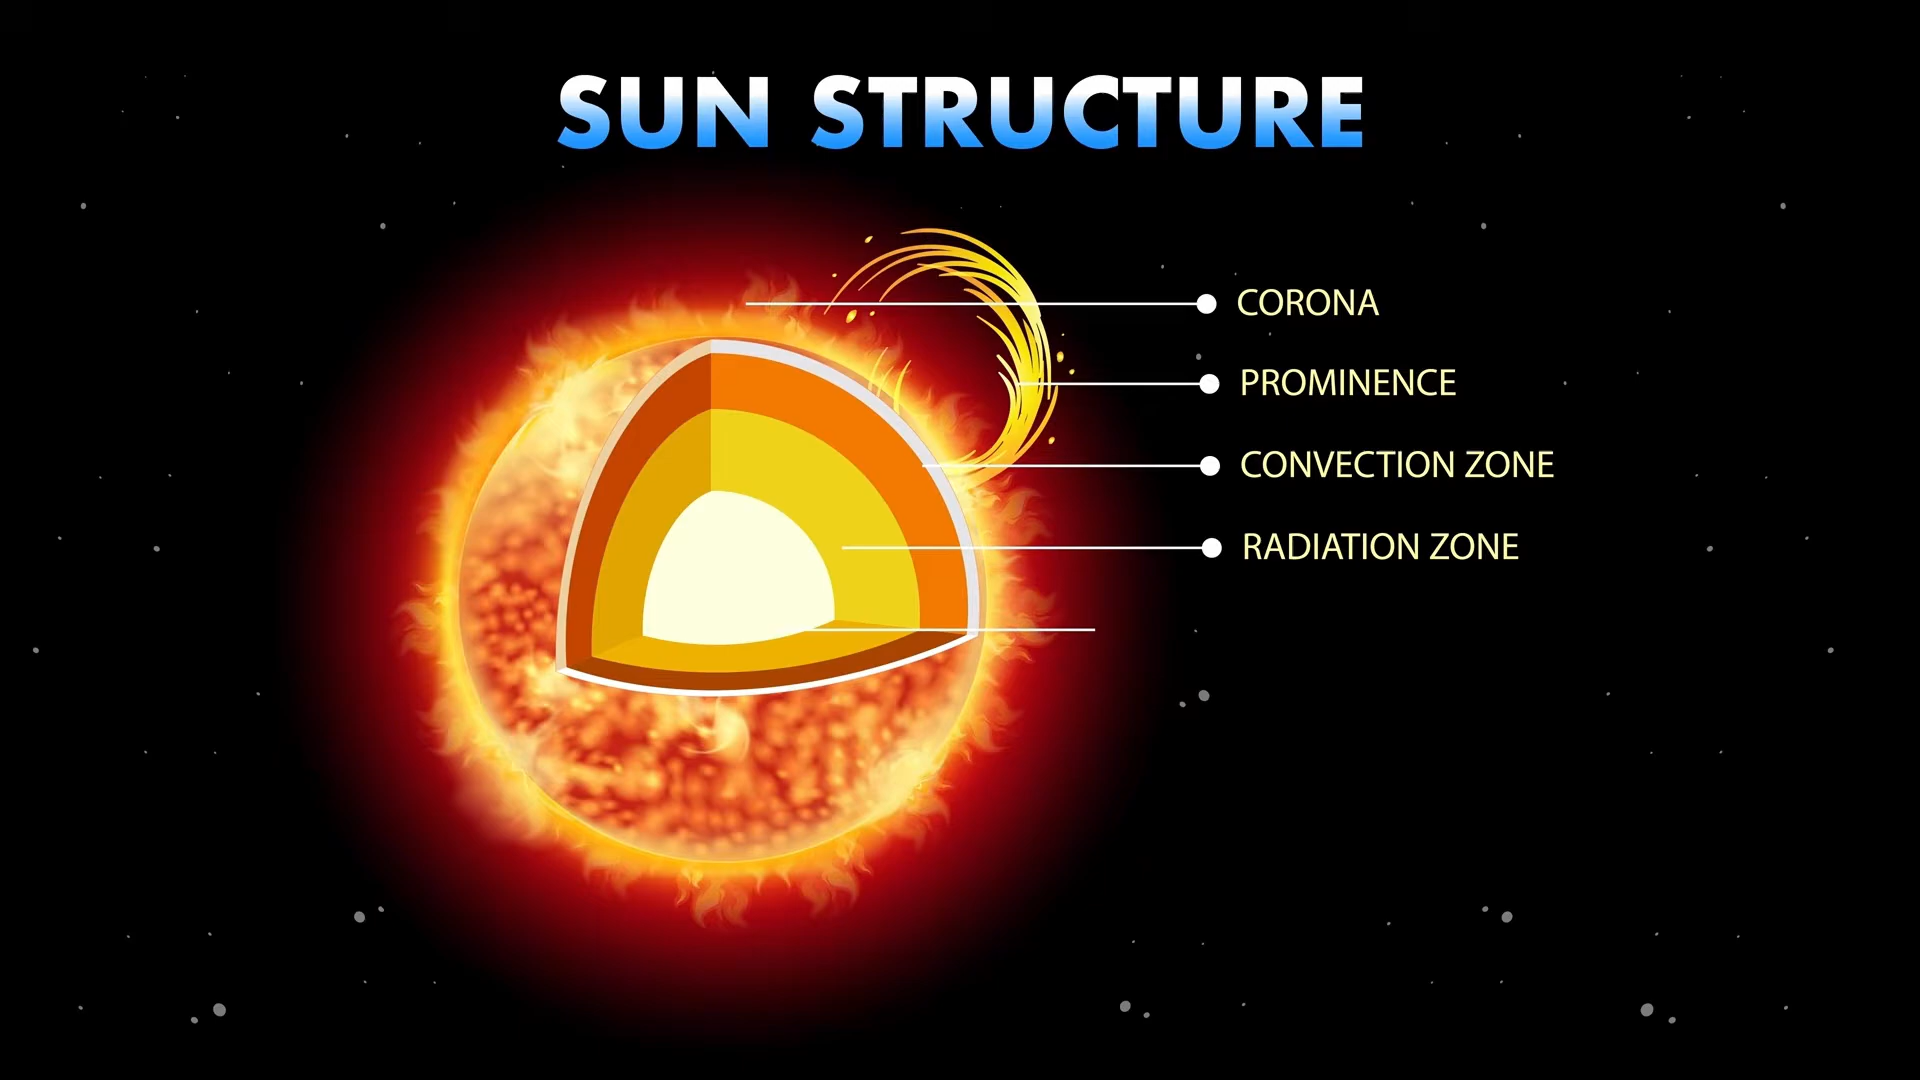 SUN STRUCTURE
CORONA
PROMINENCE
CONVECTION ZONE
RADIATION ZONE